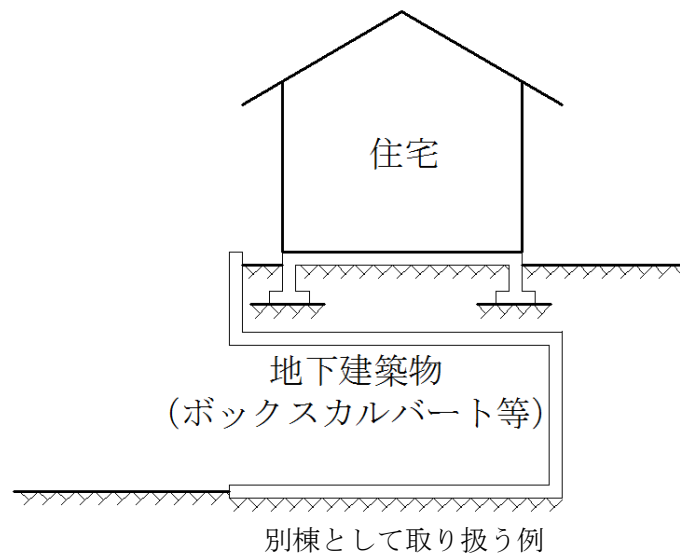 住宅
地下建築物
（ボックスカルバート等）
別棟として取り扱う例